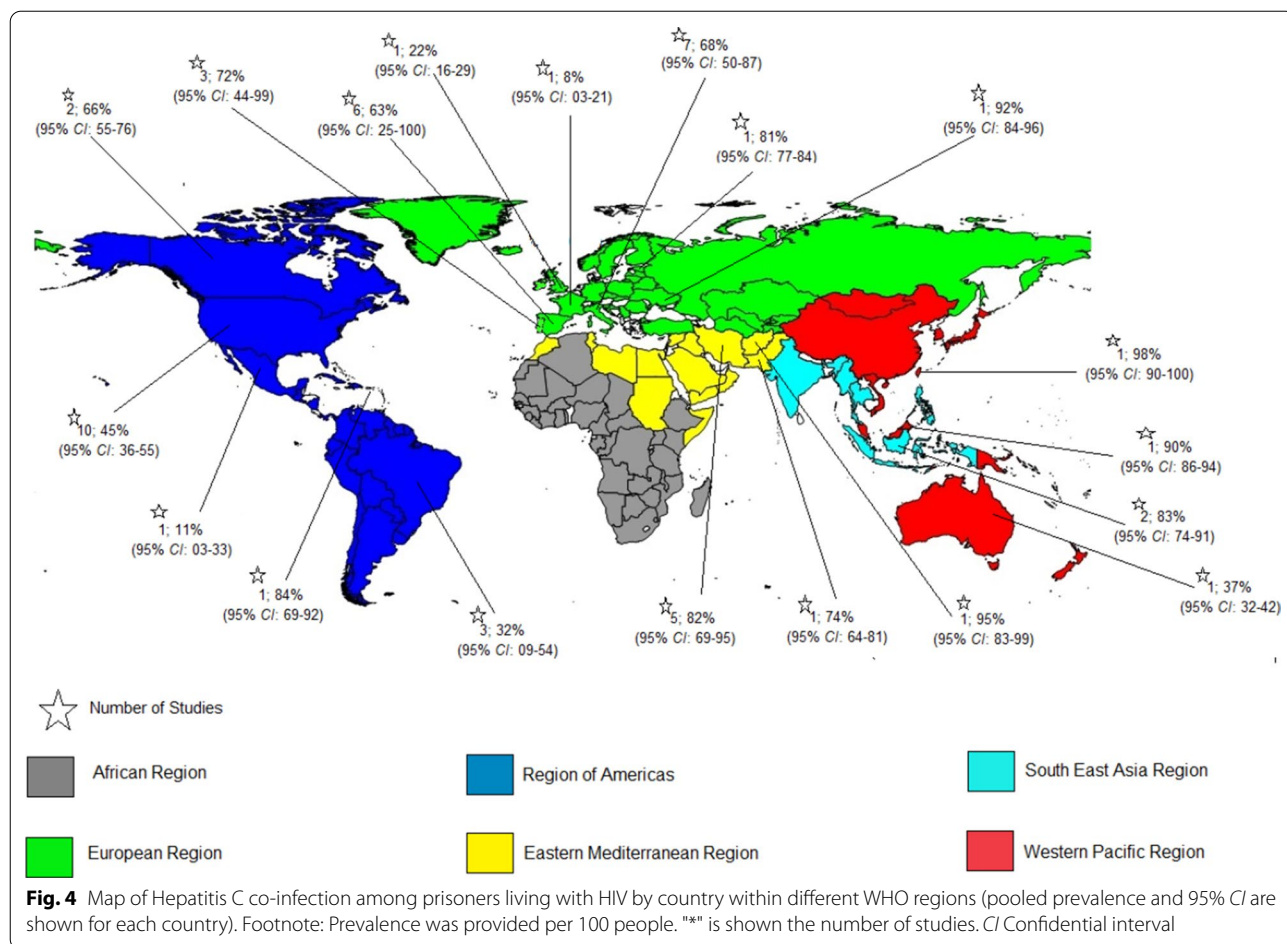 1; 22%
(95% CI: 16-29)
7; 68%
(95% CI: 50-87)
3; 72%
(95% CI: 44-99)
1; 8%
(95% CI: 03-21)
2; 66%
(95% CI: 55-76)
6; 63%
(95% CI: 25-100)
1; 92%
(95% CI: 84-96)
1; 81%
(95% CI: 77-84)
1; 98%
(95% CI: 90-100)
10; 45%
(95% CI: 36-55)
1; 90%
(95% CI: 86-94)
2; 83%
(95% CI: 74-91)
1; 11%
(95% CI: 03-33)
1; 84%
(95% CI: 69-92)
1; 37%
(95% CI: 32-42)
3; 32%
(95% CI: 09-54)
5; 82%
(95% CI: 69-95)
1; 74%
(95% CI: 64-81)
1; 95%
(95% CI: 83-99)
Number of Studies
African Region
Region of Americas
South East Asia Region
European Region
Eastern Mediterranean Region
Western Pacific Region
Fig. 4 Map of Hepatitis C co-infection among prisoners living with HIV by country within different WHO regions (pooled prevalence and 95% CI are
shown for each country). Footnote: Prevalence was provided per 100 people. "*" is shown the number of studies. CI Confidential interval